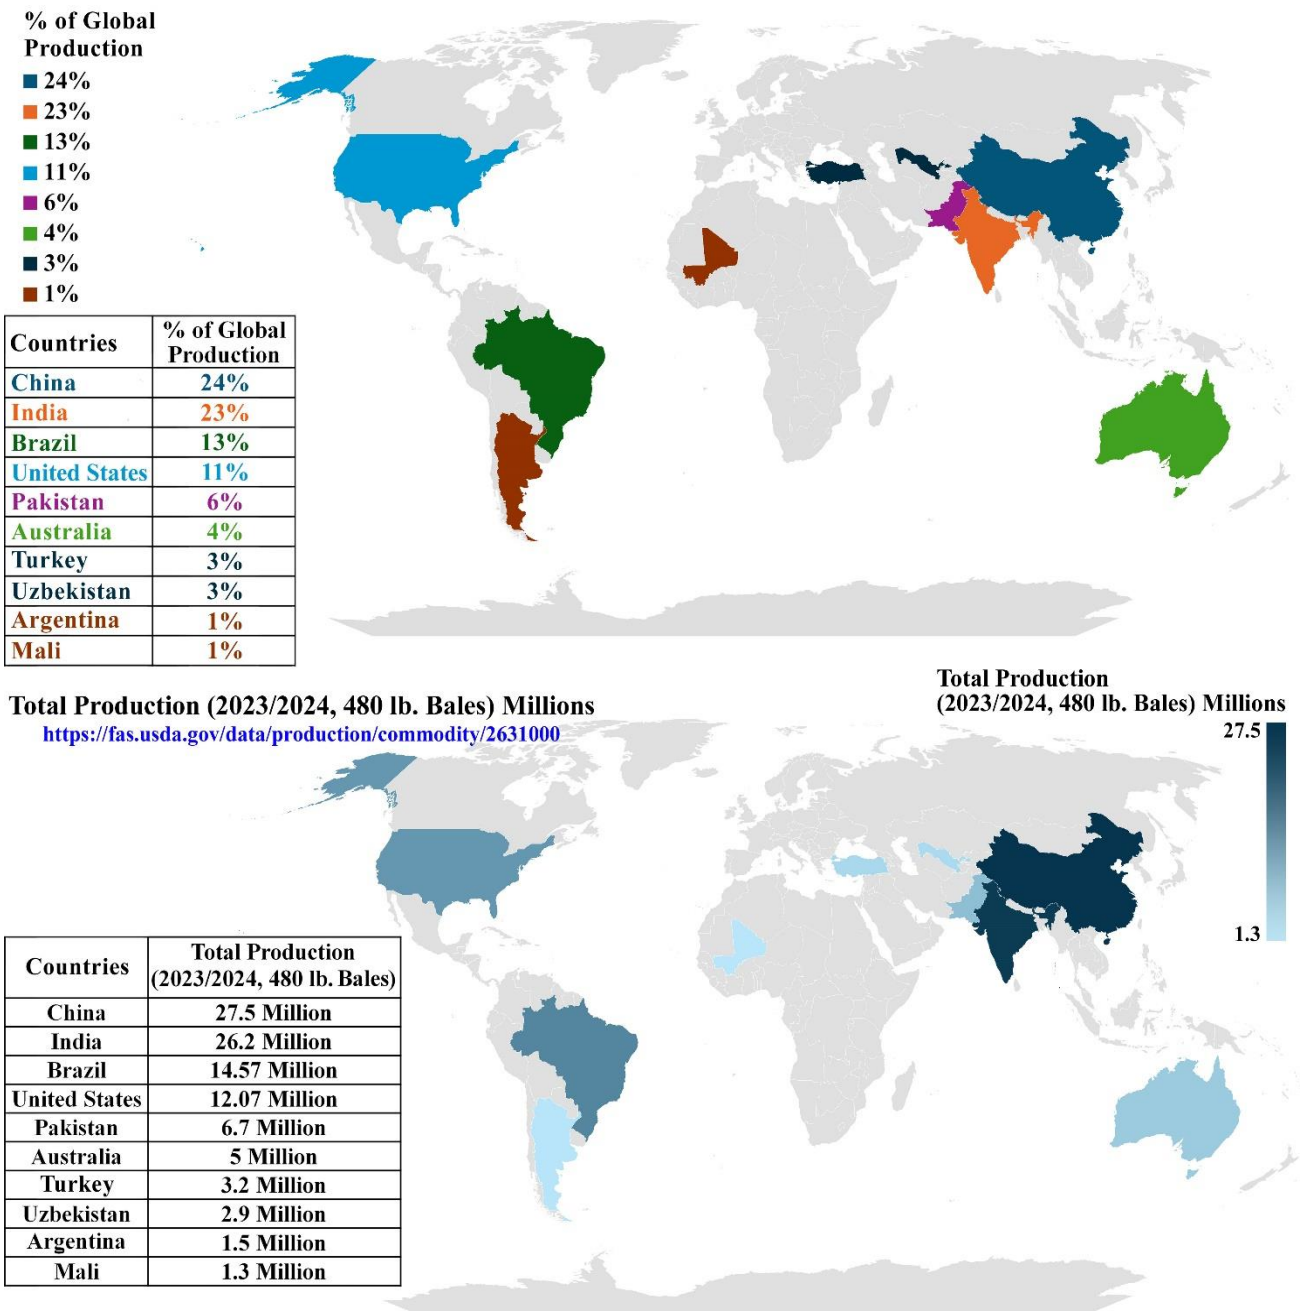 % of Global
Production
24%
23%
13%
11%
6%
4%
3%
1%
Countries % of Global Production
China 24%
India 23%
Brazil 13%
United States 11%
Pakistan 6%
Australia 4%
Turkey 3%
Uzbekistan 3%
Argentina 1%
Mali 1%
Total Production (2023/2024, 480 lb. Bales) Millions
https://fas.usda.gov/data/production/commodity/2631000
Total Production
(2023/2024, 480 lb. Bales) Millions
27.5
1.3
Countries Total Production (2023/2024, 480 lb. Bales)
China 27.5 Million
India 26.2 Million
Brazil 14.57 Million
United States 12.07 Million
Pakistan 6.7 Million
Australia 5 Million
Turkey 3.2 Million
Uzbekistan 2.9 Million
Argentina 1.5 Million
Mali 1.3 Million